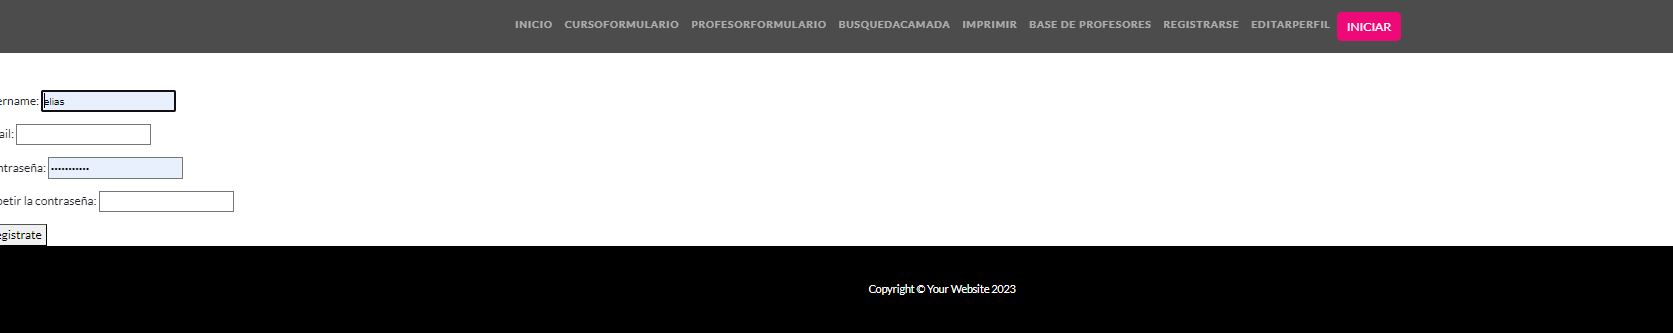 INICIO CURSOFORMULARIO PROFESORFORMULARIO BUSQUEDACAMADA IMPRIMIR BASE DE PROFESORES REGISTRARSE EDITARPERFIL INICIAR
ername: elias
ail:
ntraseña: •••••••••••
petir la contraseña:
egistrate
Copyright © Your Website 2023